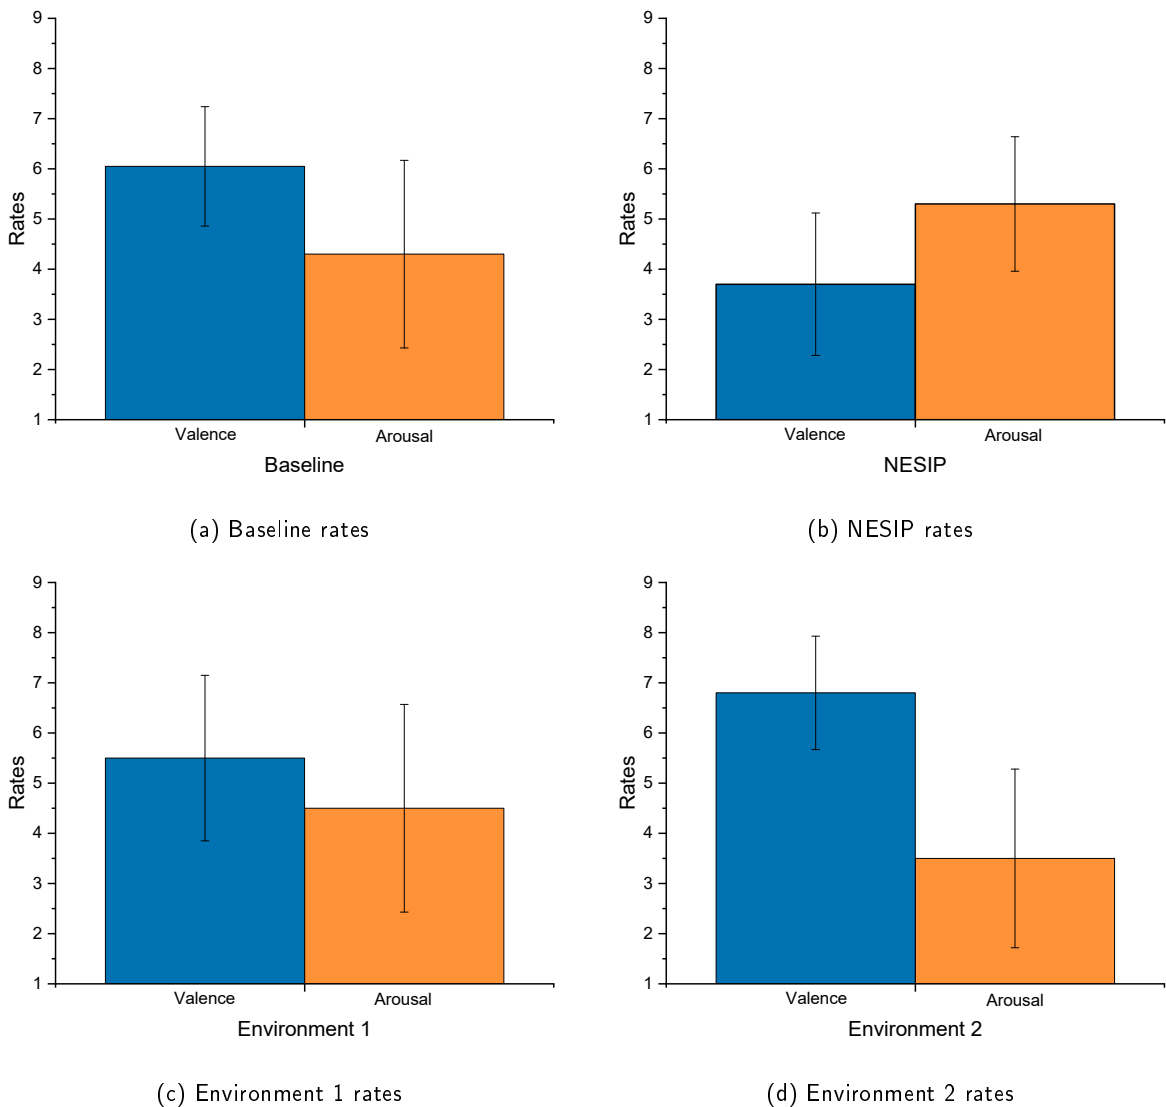 9
8
7
6
5
4
3
2
1
Rates
Valence Arousal
Baseline
(a) Baseline rates
9
8
7
6
5
4
3
2
1
Rates
Valence Arousal
NESIP
(b) NESIP rates
9
8
7
6
5
4
3
2
1
Rates
Valence Arousal
Environment 1
(c) Environment 1 rates
9
8
7
6
5
4
3
2
1
Rates
Valence Arousal
Environment 2
(d) Environment 2 rates